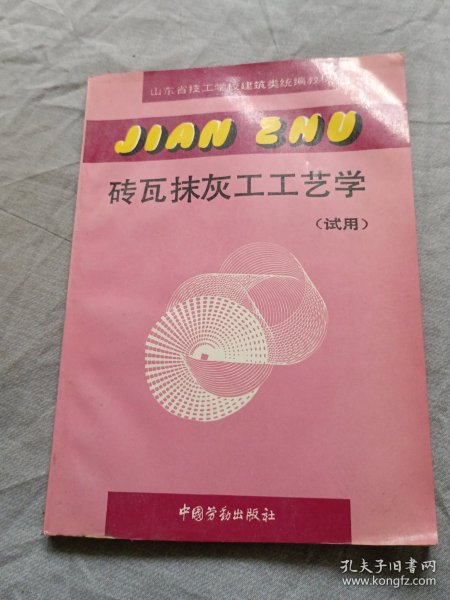 山东省技工学校建筑类统编教
JIAN ZHU
砖瓦抹灰工工艺学
（试用）
中国劳动出版社
孔夫子旧书网
www.kongfz.com